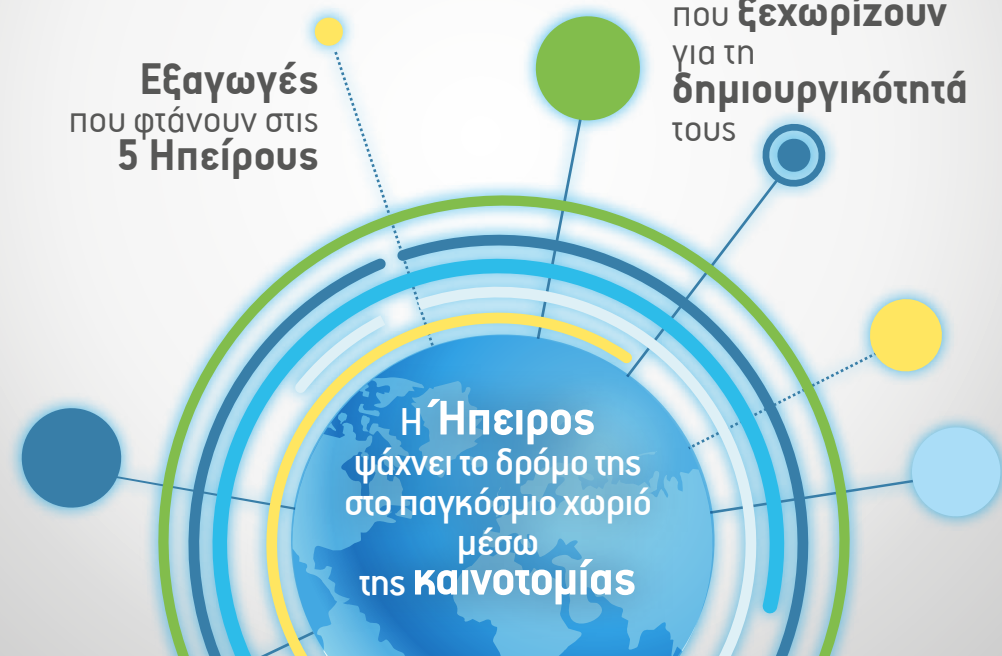 Εξαγωγές
που φτάνουν στις
5 Ηπείρους
που ξεχωρίζουν
για τη
δημιουργικότητά
τους
Η Ήπειρος
ψάχνει το δρόμο της
στο παγκόσμιο χωριό
μέσω
της καινοτομίας